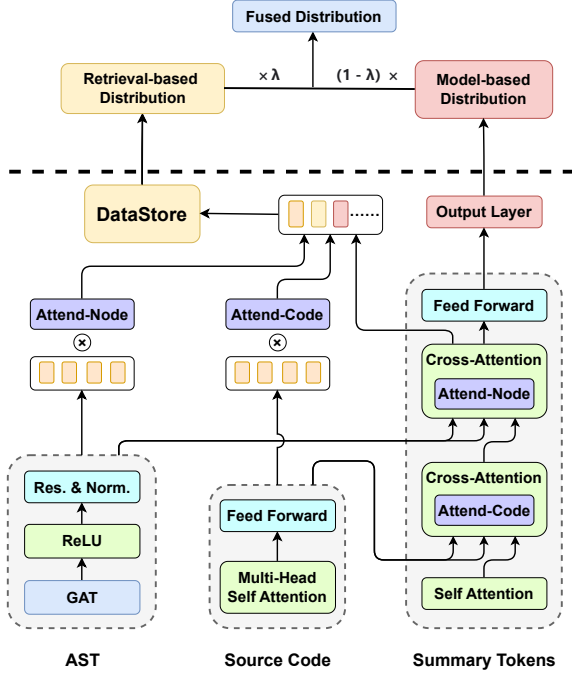 Fused Distribution
Retrieval-based
Distribution
× λ
(1 - λ) ×
Model-based
Distribution
DataStore
......
Output Layer
Attend-Node
Attend-Code
Feed Forward
Cross-Attention
Attend-Node
Res. & Norm.
ReLU
GAT
Feed Forward
Multi-Head
Self Attention
Cross-Attention
Attend-Code
Self Attention
AST
Source Code
Summary Tokens